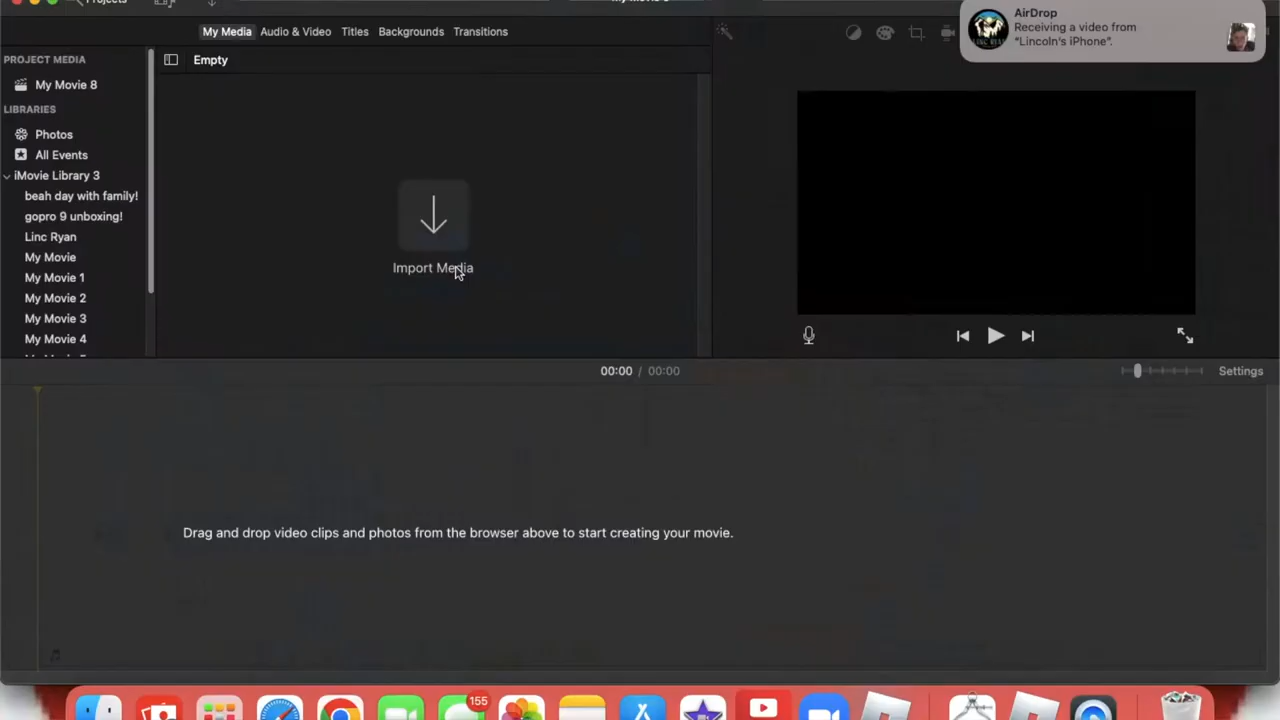 Projects
My Media Audio & Video Titles Backgrounds Transitions
AirDrop
Receiving a video from
“Lincoln's iPhone”.
PROJECT MEDIA
Empty
My Movie 8
LIBRARIES
Photos
All Events
iMovie Library 3
beah day with family!
gopro 9 unboxing!
Linc Ryan
My Movie
My Movie 1
My Movie 2
My Movie 3
My Movie 4
Import Media
00:00 / 00:00
Settings
Drag and drop video clips and photos from the browser above to start creating your movie.
155